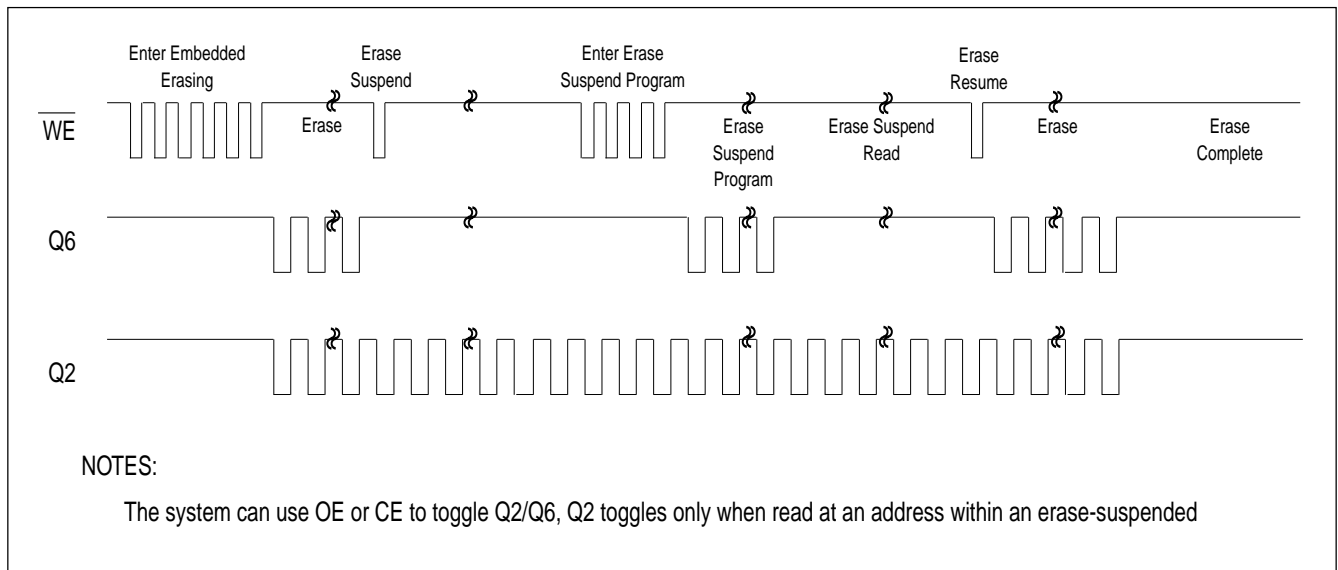 Enter Embedded
Erasing
Erase
Suspend
Enter Erase
Suspend Program
Erase
Resume
WE
Erase
Erase
Suspend
Program
Erase Suspend
Read
Erase
Erase
Complete
Q6
Q2
NOTES:
The system can use OE or CE to toggle Q2/Q6, Q2 toggles only when read at an address within an erase-suspended